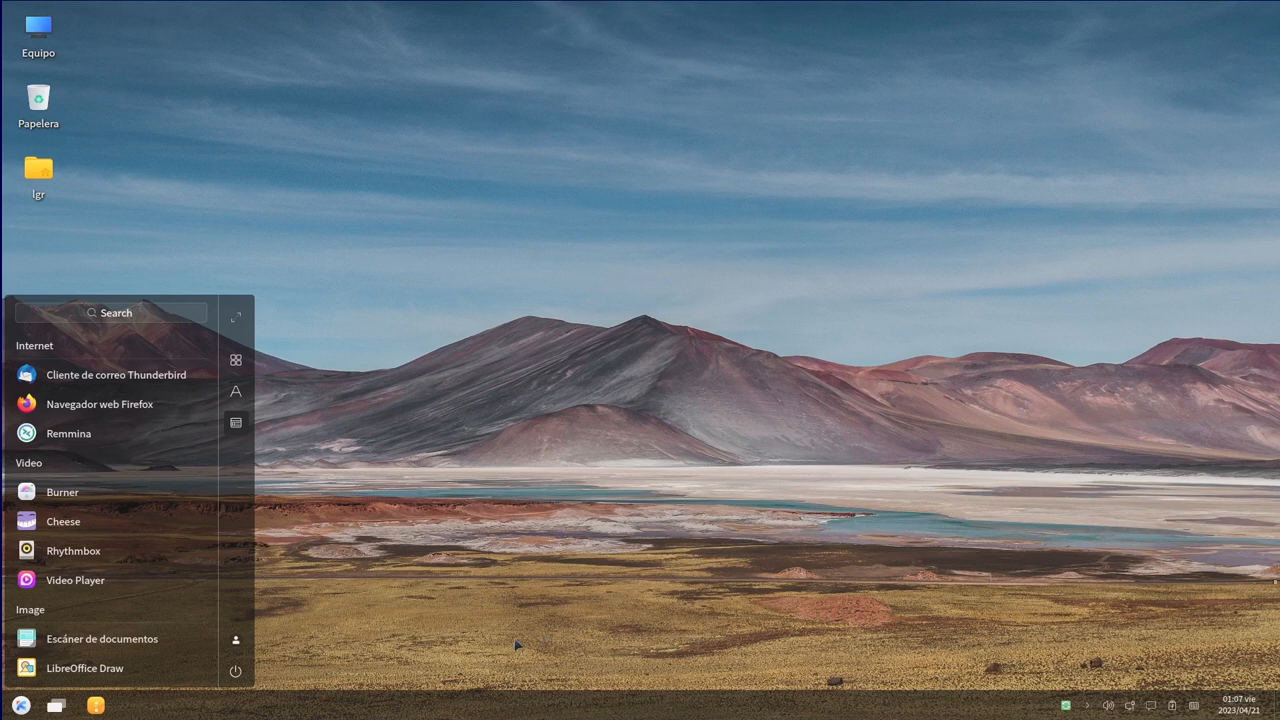 Equipo
Papelera
lgr
Search
Internet
Cliente de correo Thunderbird
Navegador web Firefox
Remmina
Video
Burner
Cheese
Rhythmbox
Video Player
Image
Escáner de documentos
LibreOffice Draw
01:07 vie
2023/04/21